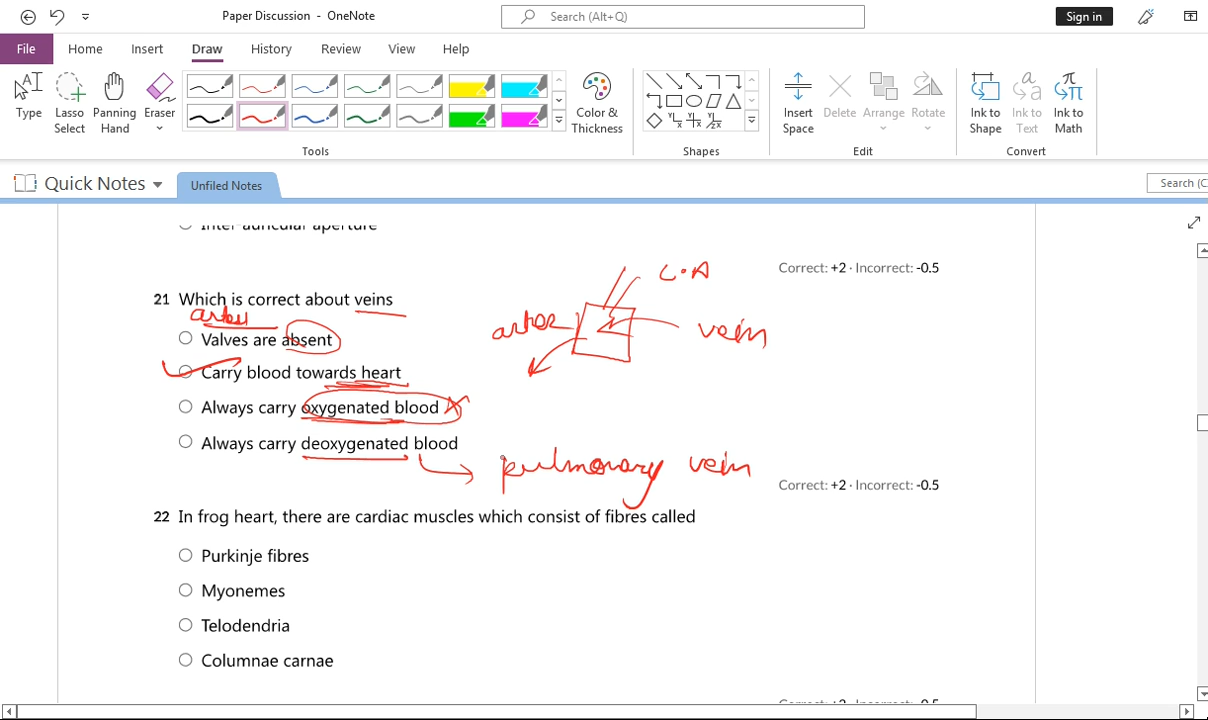 Paper Discussion - OneNote
Search (Alt+Q)
Sign in
File Home Insert Draw History Review View Help
Type
Lasso Select
Panning Hand
Eraser
Color & Thickness
Insert Space
Delete
Arrange
Rotate
Ink to Shape
Ink to Text
Ink to Math
Tools
Shapes
Edit
Convert
Quick Notes
Unfiled Notes
Search (C
Inter auricular aperture
Correct: +2 · Incorrect: -0.5
C.A
21 Which is correct about veins
Valves are absent
vein
Carry blood towards heart
Always carry oxygenated blood
Always carry deoxygenated blood
pulmonary vein
Correct: +2 · Incorrect: -0.5
22 In frog heart, there are cardiac muscles which consist of fibres called
Purkinje fibres
Myonemes
Telodendria
Columnae carnae